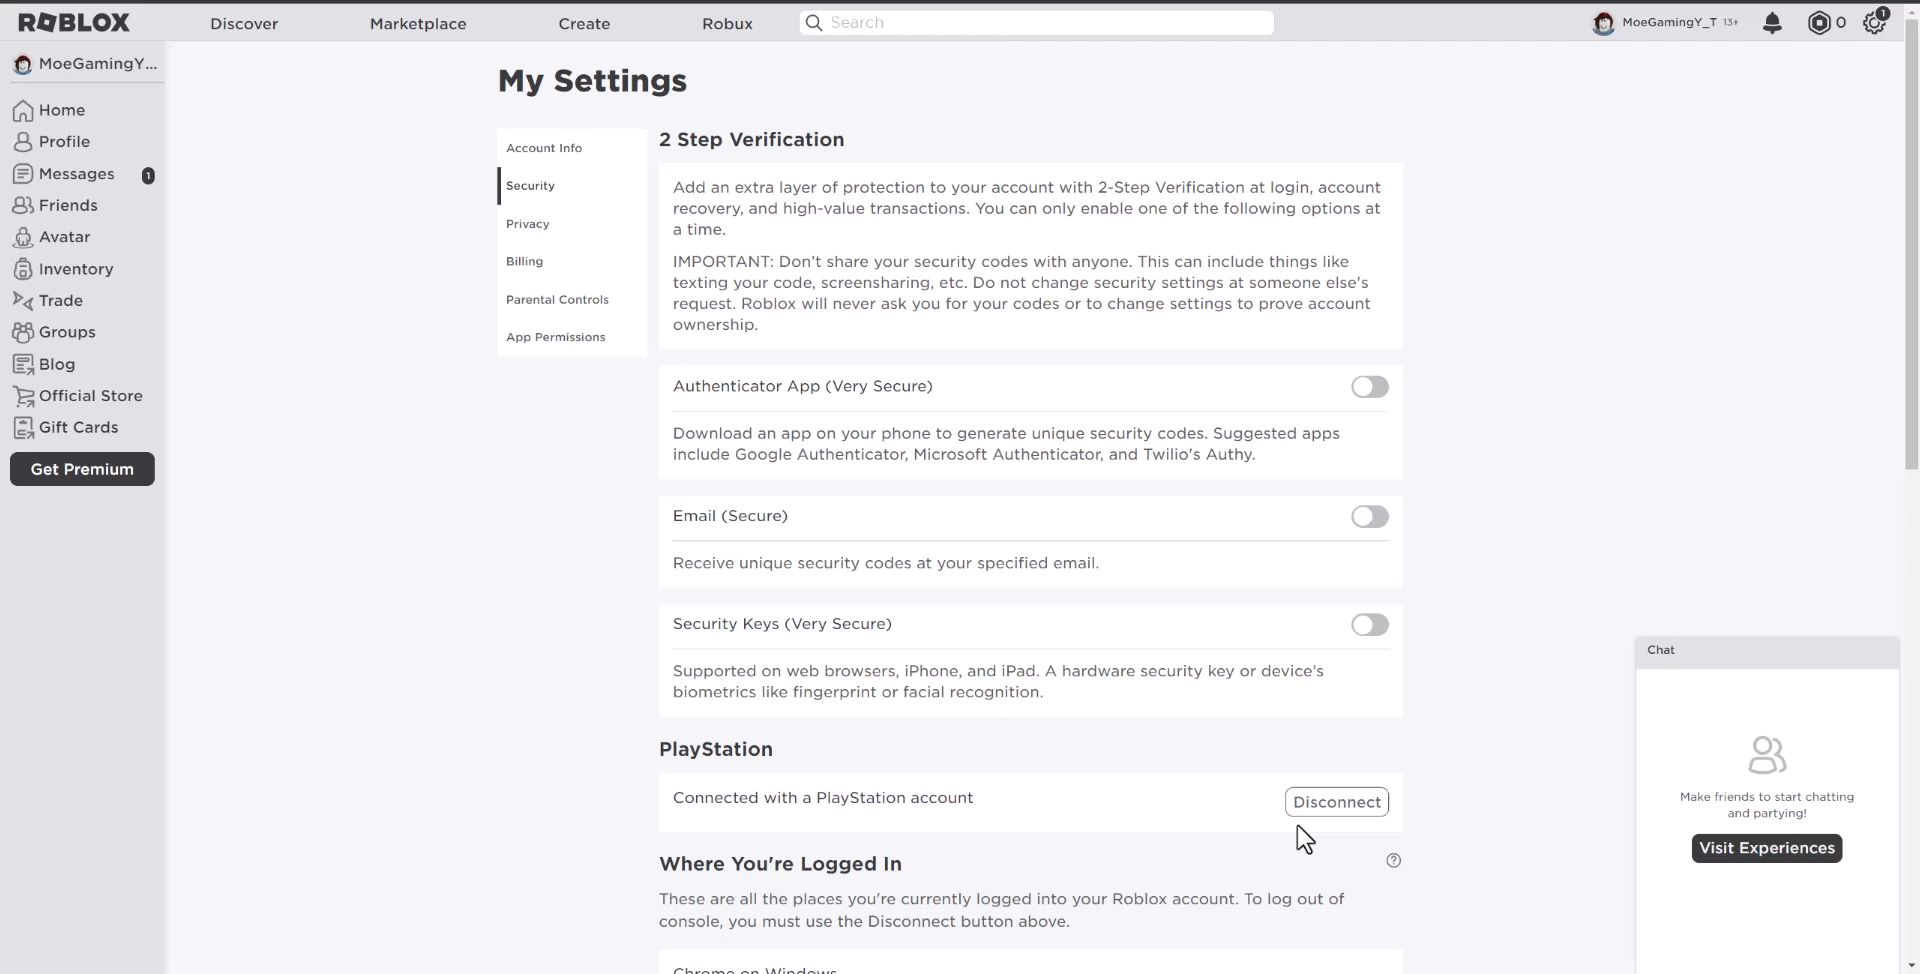 ROBLOX
Discover
Marketplace
Create
Robux
Search
MoeGamingY_T 13+
0
1
MoeGamingY...
Home
Profile
Messages 1
Friends
Avatar
Inventory
Trade
Groups
Blog
Official Store
Gift Cards
Get Premium
My Settings
Account Info
Security
Privacy
Billing
Parental Controls
App Permissions
2 Step Verification
Add an extra layer of protection to your account with 2-Step Verification at login, account
recovery, and high-value transactions. You can only enable one of the following options at
a time.
IMPORTANT: Don't share your security codes with anyone. This can include things like
texting your code, screensharing, etc. Do not change security settings at someone else's
request. Roblox will never ask you for your codes or to change settings to prove account
ownership.
Authenticator App (Very Secure)
Download an app on your phone to generate unique security codes. Suggested apps
include Google Authenticator, Microsoft Authenticator, and Twilio's Authy.
Email (Secure)
Receive unique security codes at your specified email.
Security Keys (Very Secure)
Supported on web browsers, iPhone, and iPad. A hardware security key or device's
biometrics like fingerprint or facial recognition.
PlayStation
Connected with a PlayStation account
Disconnect
Where You're Logged In
?
These are all the places you're currently logged into your Roblox account. To log out of
console, you must use the Disconnect button above.
Chrome on Windows
Chat
Make friends to start chatting
and partying!
Visit Experiences